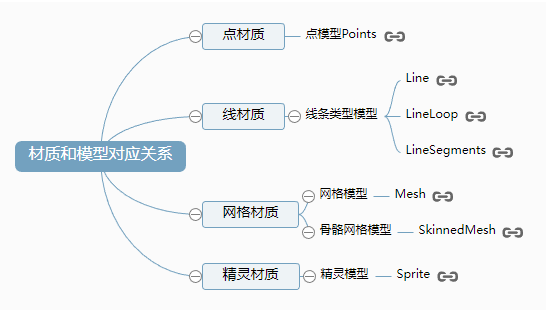 点材质
点模型Points
Line
线材质
线条类型模型
LineLoop
LineSegments
材质和模型对应关系
网格模型
Mesh
网格材质
骨骼网格模型
SkinnedMesh
精灵材质
精灵模型
Sprite